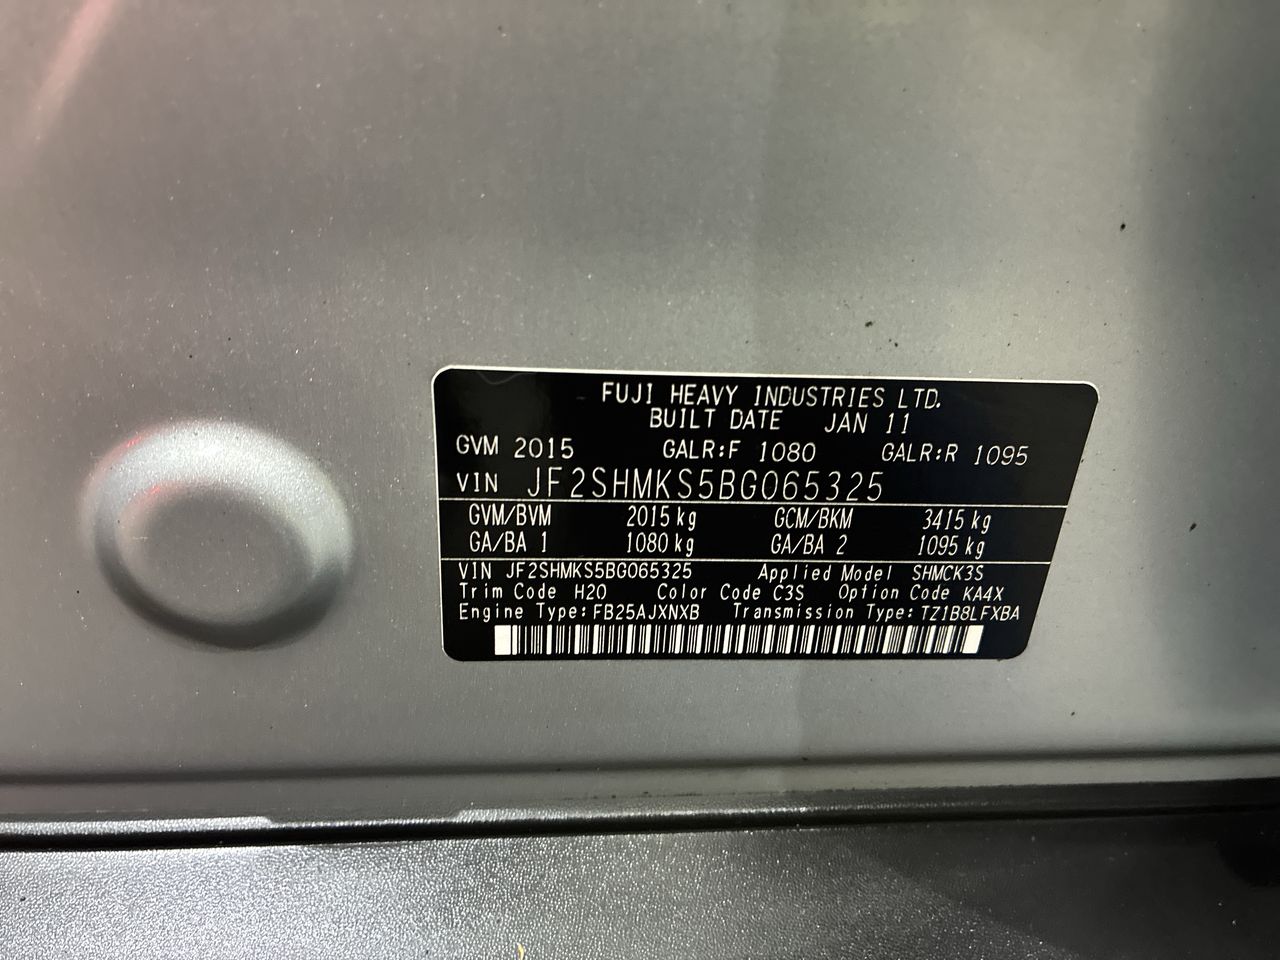 FUJI HEAVY INDUSTRIES LTD.
BUILT DATE JAN 11
GVM 2015 GALR:F 1080 GALR:R 1095
VIN JF2SHMKS5BG065325
GVM/BVM 2015 kg GCM/BKM 3415 kg
GA/BA 1 1080 kg GA/BA 2 1095 kg
VIN JF2SHMKS5BG065325 Applied Model SHMCK3S
Trim Code H20 Color Code C3S Option Code KA4X
Engine Type:FB25AJXNXB Transmission Type:TZ1B8LFXBA